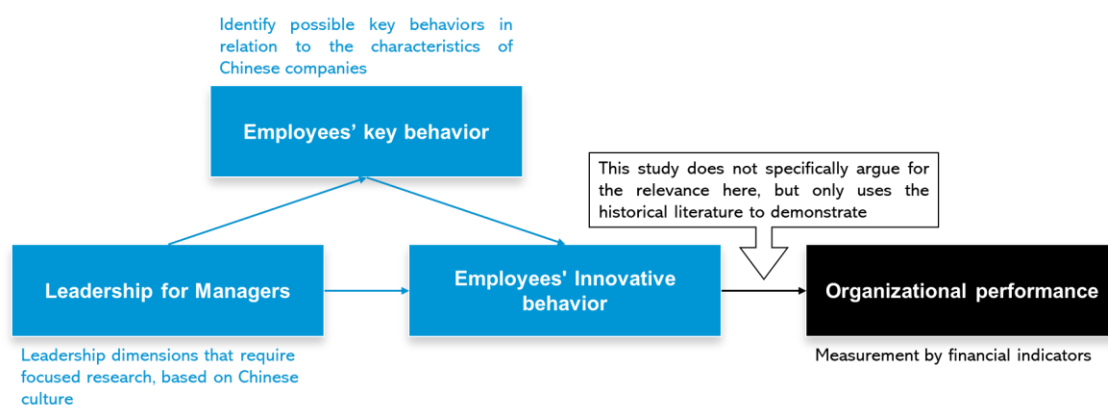 Identify possible key behaviors in
relation to the characteristics of
Chinese companies
Employees’ key behavior
This study does not specifically argue for
the relevance here, but only uses the
historical literature to demonstrate
Leadership for Managers
Employees' Innovative
behavior
Organizational performance
Leadership dimensions that require
focused research, based on Chinese
culture
Measurement by financial indicators